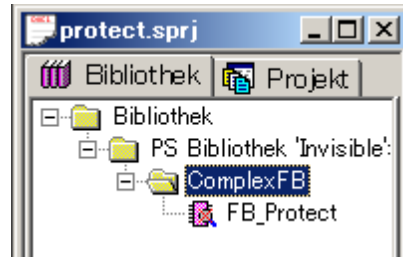 protect.sprj
Bibliothek Projekt
Bibliothek
PS Bibliothek 'Invisible':
ComplexFB
FB_Protect